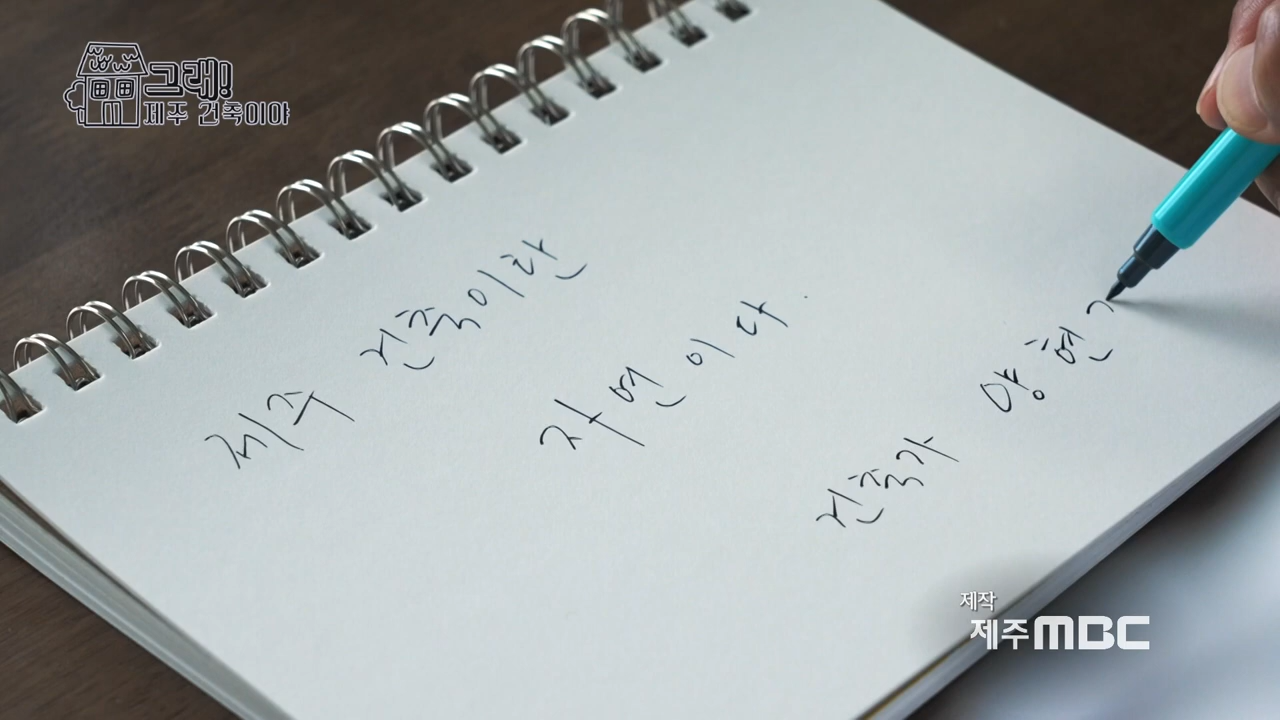 그래!
제주 건축이야
제주 건축이란
자연이다.
건축가 양현
제작
제주MBC